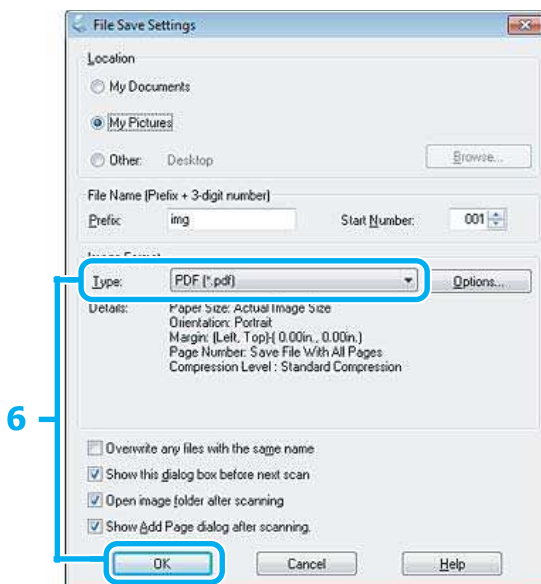 File Save Settings
Location
My Documents
My Pictures
Other: Desktop Browse...
File Name (Prefix + 3-digit number)
Prefix: img Start Number: 001
Image Format
Type: PDF (*.pdf) Options...
Details: Paper Size: Actual Image Size
Orientation: Portrait
Margin: (Left, Top)( 0.00in., 0.00in.)
Page Number: Save File With All Pages
Compression Level : Standard Compression
6
Overwrite any files with the same name
Show this dialog box before next scan
Open image folder after scanning
Show Add Page dialog after scanning.
OK Cancel Help